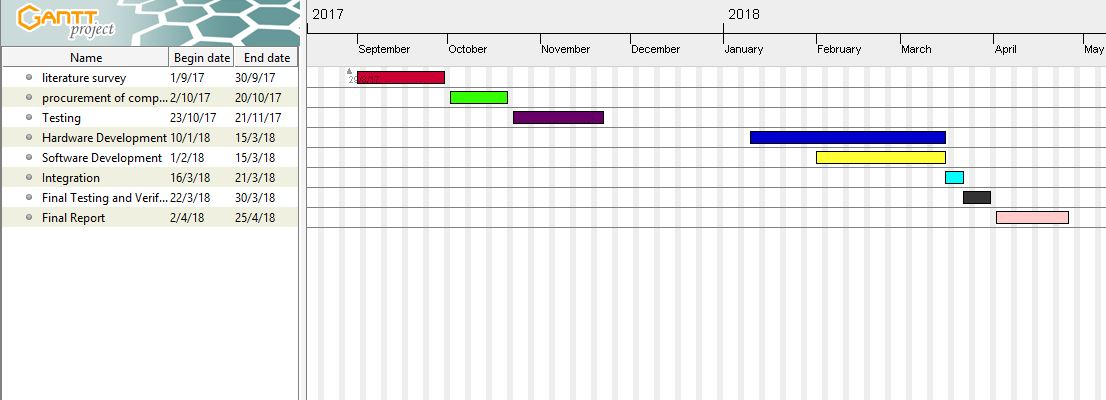 GANTT
project
2017 2018
Name Begin date End date
September October November December January February March April May
literature survey 1/9/17 30/9/17
procurement of comp... 2/10/17 20/10/17
Testing 23/10/17 21/11/17
Hardware Development 10/1/18 15/3/18
Software Development 1/2/18 15/3/18
Integration 16/3/18 21/3/18
Final Testing and Verif... 22/3/18 30/3/18
Final Report 2/4/18 25/4/18